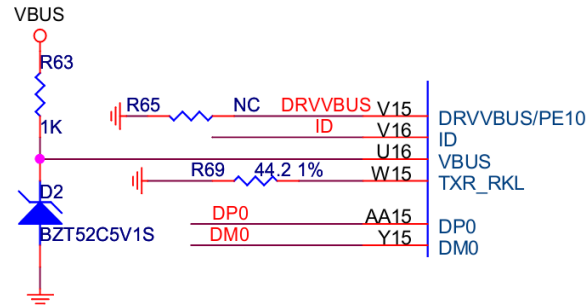 VBUS
R63
1K
D2
BZT52C5V1S
R65 NC DRVVBUS V15 DRVVBUS/PE10
ID V16 ID
U16 VBUS
R69 44.2 1% W15 TXR_RKL
DP0 AA15 DP0
DM0 Y15 DM0